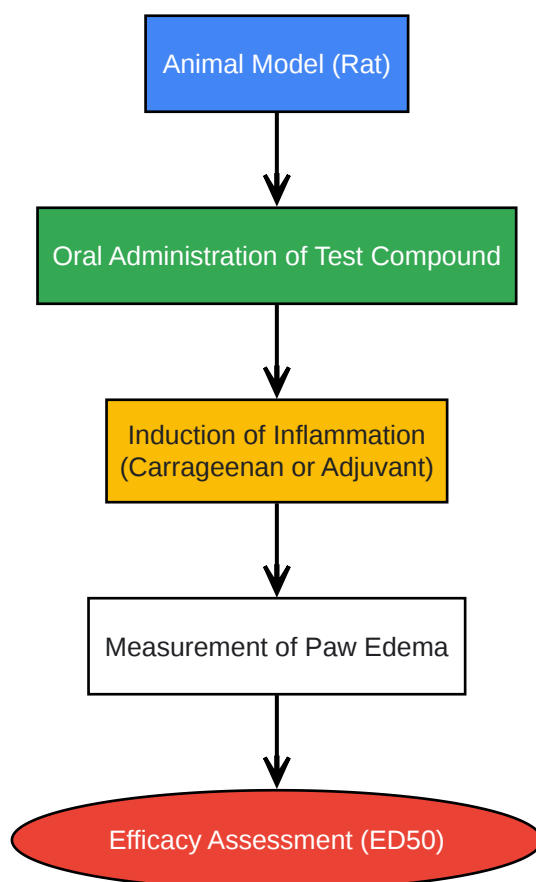 Animal Model (Rat)
Oral Administration of Test Compound
Induction of Inflammation
(Carrageenan or Adjuvant)
Measurement of Paw Edema
Efficacy Assessment (ED50)